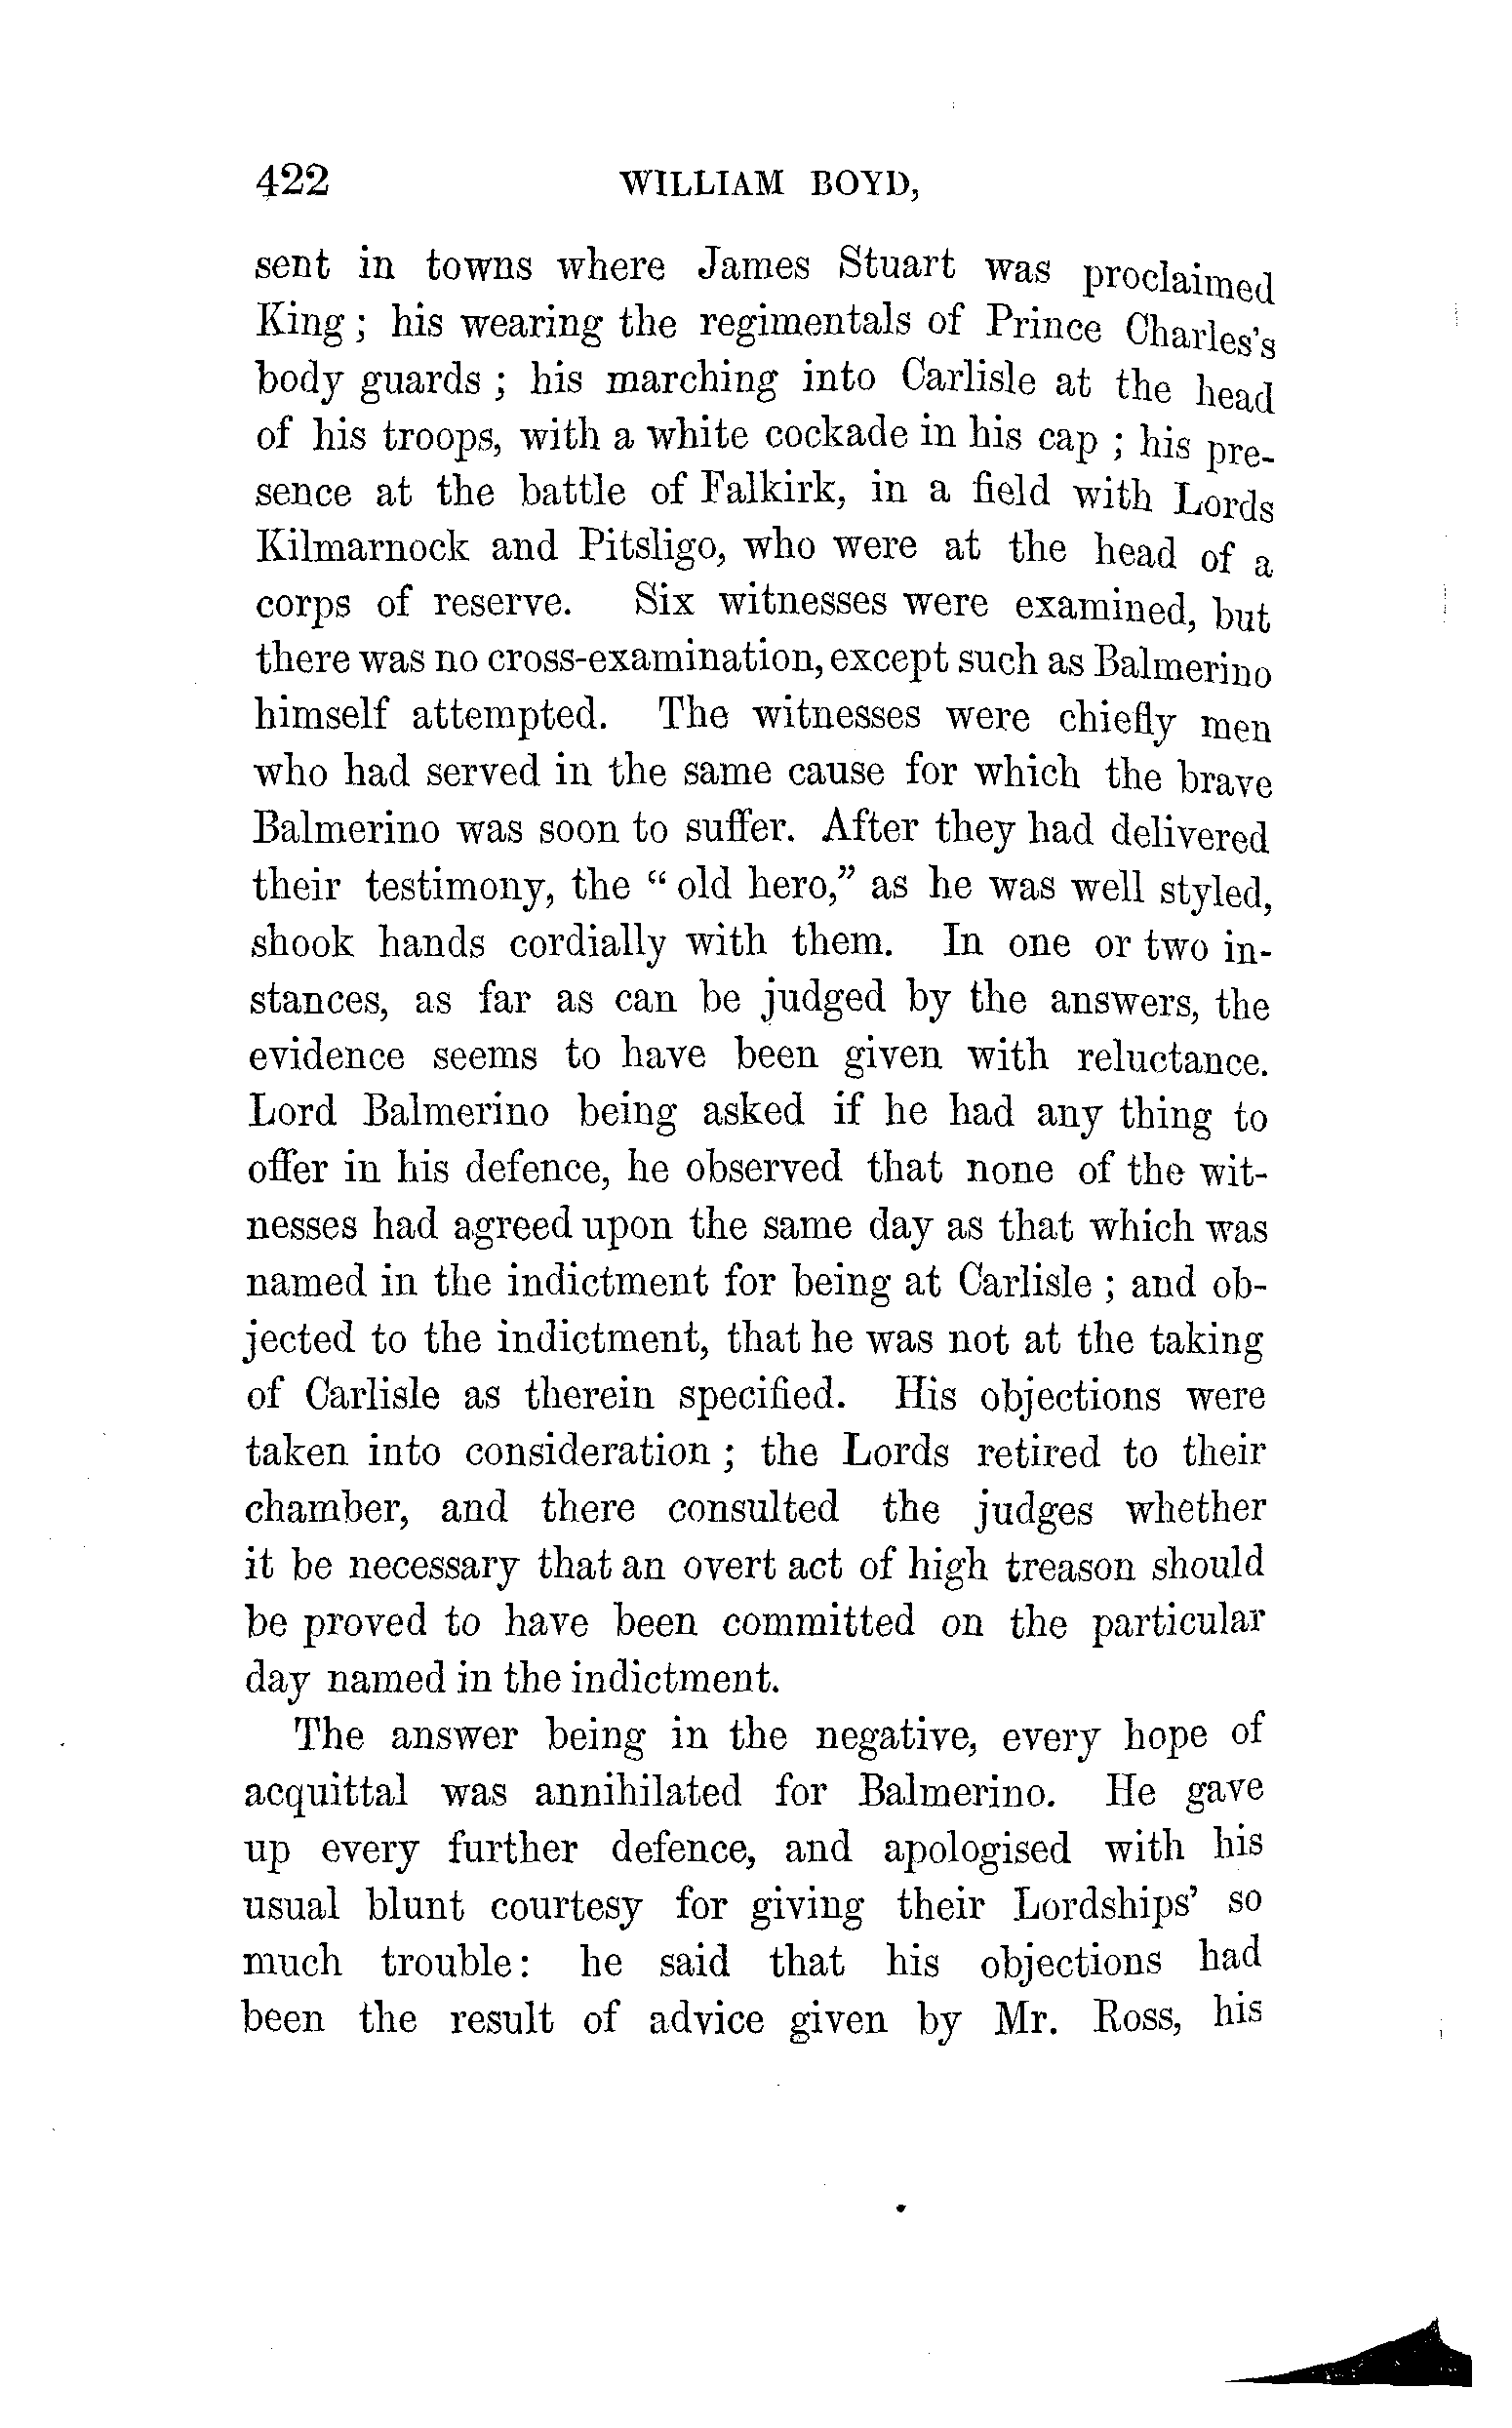 422 WILLIAM BOYD,
sent in towns where James Stuart was proclaimed
King ; his wearing the regimentals of Prince Charles's
body guards ; his marching into Carlisle at the head
of his troops, with a white cockade in his cap ; his pre-
sence at the battle of Falkirk, in a field with Lords
Kilmarnock and Pitsligo, who were at the head of a
corps of reserve. Six witnesses were examined, but
there was no cross-examination, except such as Balmerino
himself attempted. The witnesses were chiefly men
who had served in the same cause for which the brave
Balmerino was soon to suffer. After they had delivered
their testimony, the “ old hero,” as he was well styled,
shook hands cordially with them. In one or two in-
stances, as far as can be judged by the answers, the
evidence seems to have been given with reluctance.
Lord Balmerino being asked if he had any thing to
offer in his defence, he observed that none of the wit-
nesses had agreed upon the same day as that which was
named in the indictment for being at Carlisle ; and ob-
jected to the indictment, that he was not at the taking
of Carlisle as therein specified. His objections were
taken into consideration ; the Lords retired to their
chamber, and there consulted the judges whether
it be necessary that an overt act of high treason should
be proved to have been committed on the particular
day named in the indictment.
The answer being in the negative, every hope of
acquittal was annihilated for Balmerino. He gave
up every further defence, and apologised with his
usual blunt courtesy for giving their Lordships’ so
much trouble: he said that his objections had
been the result of advice given by Mr. Ross, his